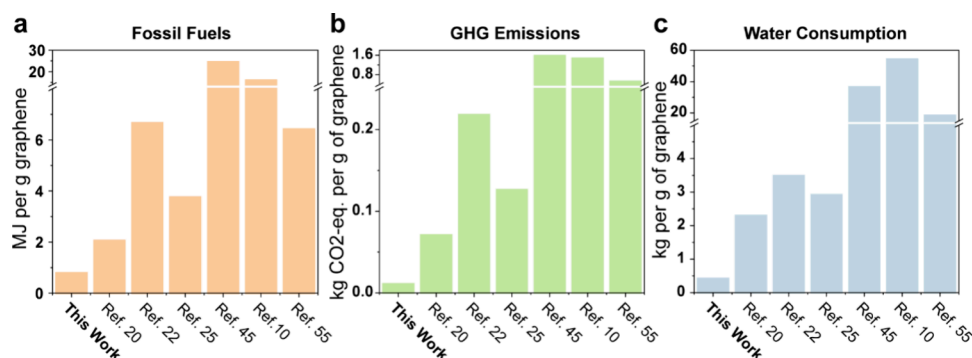 a
Fossil Fuels
MJ per g graphene
30
20
6
4
2
0
This Work
Ref. 20
Ref. 22
Ref. 25
Ref. 45
Ref. 10
Ref. 55
b
GHG Emissions
kg CO2-eq. per g of graphene
1.6
0.8
0.2
0.1
0.0
This Work
Ref. 20
Ref. 22
Ref. 25
Ref. 45
Ref. 10
Ref. 55
c
Water Consumption
kg per g of graphene
60
40
20
4
3
2
1
0
This Work
Ref. 20
Ref. 22
Ref. 25
Ref. 45
Ref. 10
Ref. 55